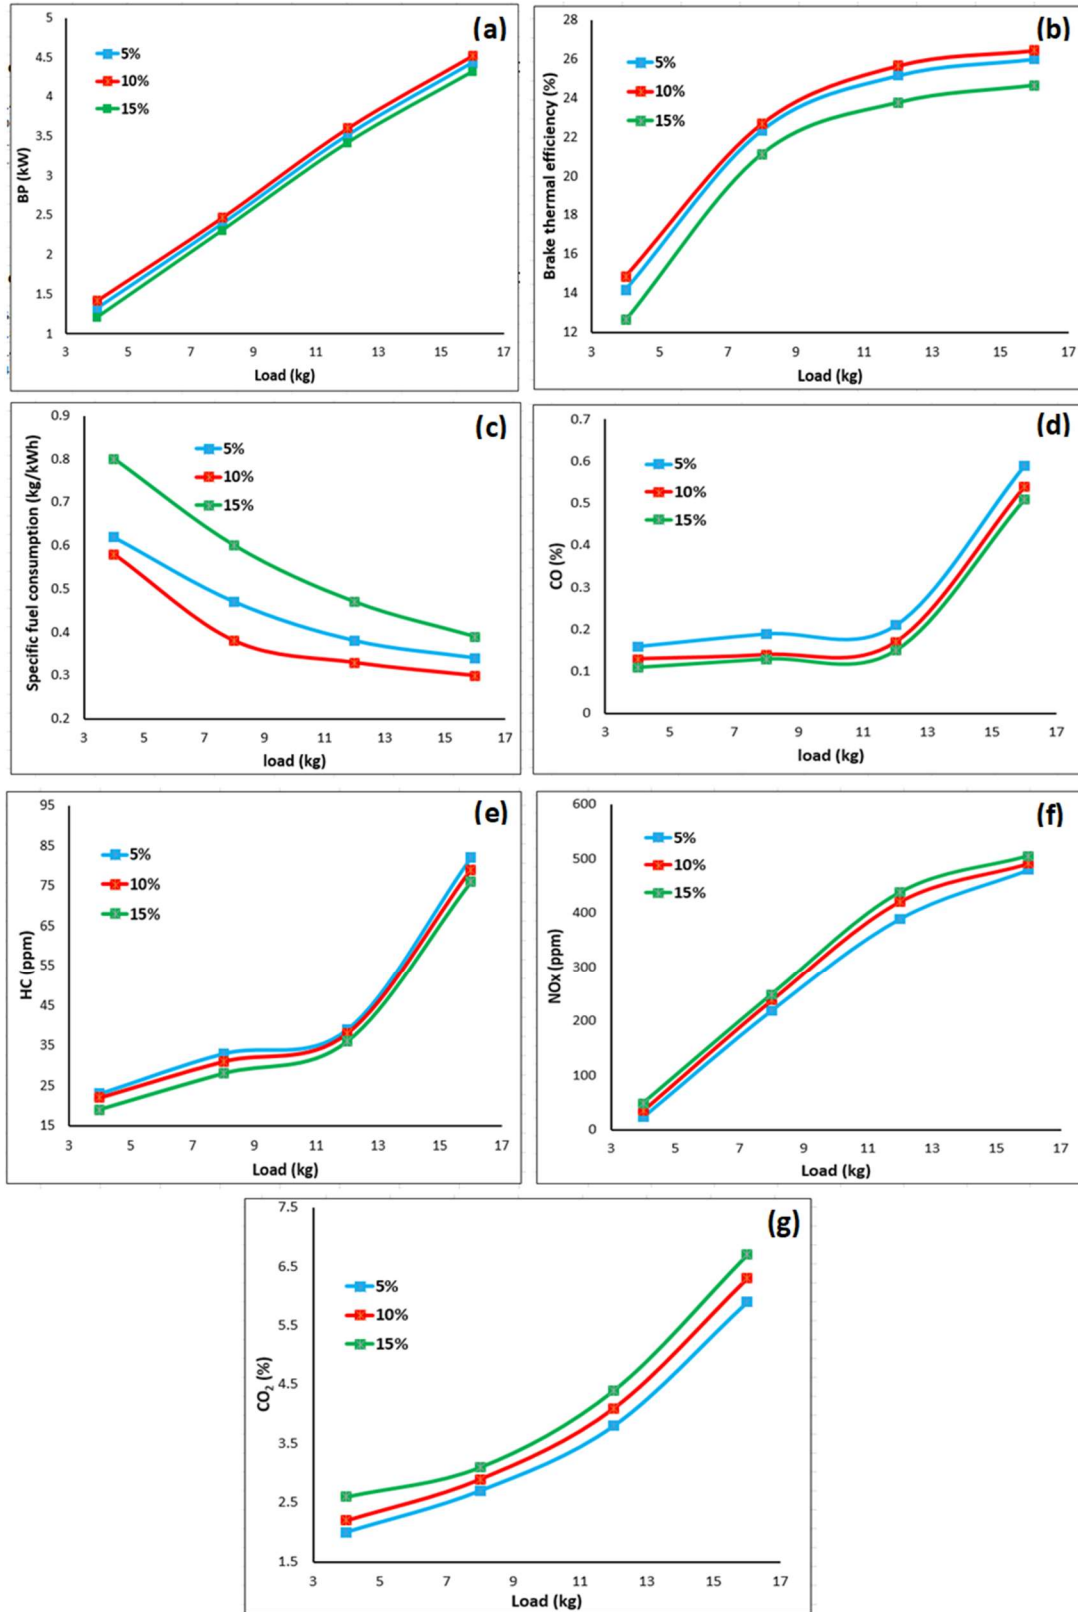 (a)
5
4.5
4
3.5
3
2.5
2
1.5
1
BP (kW)
5%
10%
15%
3 5 7 9 11 13 15 17
Load (kg)
(b)
28
26
24
22
20
18
16
14
12
Brake thermal efficiency (%)
5%
10%
15%
3 5 7 9 11 13 15 17
Load (kg)
(c)
0.9
0.8
0.7
0.6
0.5
0.4
0.3
0.2
Specific fuel consumption (kg/kWh)
5%
10%
15%
3 5 7 9 11 13 15 17
load (kg)
(d)
0.7
0.6
0.5
0.4
0.3
0.2
0.1
0
CO (%)
5%
10%
15%
3 5 7 9 11 13 15 17
load (kg)
(e)
95
85
75
65
55
45
35
25
15
HC (ppm)
5%
10%
15%
3 5 7 9 11 13 15 17
Load (kg)
(f)
600
500
400
300
200
100
0
NOx (ppm)
5%
10%
15%
3 5 7 9 11 13 15 17
Load (kg)
(g)
7.5
6.5
5.5
4.5
3.5
2.5
1.5
CO₂ (%)
5%
10%
15%
3 5 7 9 11 13 15 17
Load (kg)